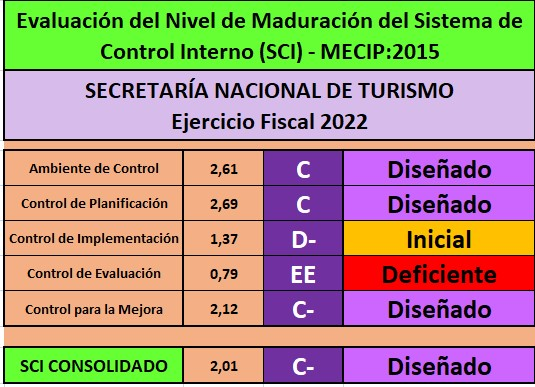 Evaluación del Nivel de Maduración del Sistema de
Control Interno (SCI) - MECIP:2015
SECRETARÍA NACIONAL DE TURISMO
Ejercicio Fiscal 2022
Ambiente de Control 2,61 C Diseñado
Control de Planificación 2,69 C Diseñado
Control de Implementación 1,37 D- Inicial
Control de Evaluación 0,79 EE Deficiente
Control para la Mejora 2,12 C- Diseñado
SCI CONSOLIDADO 2,01 C- Diseñado